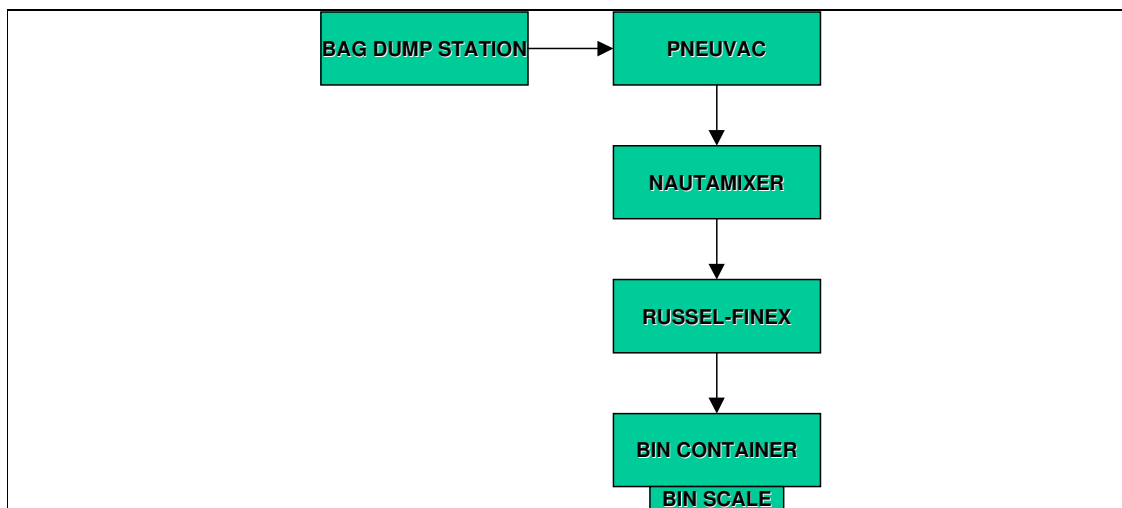 BAG DUMP STATION
PNEUVAC
NAUTAMIXER
RUSSEL-FINEX
BIN CONTAINER
BIN SCALE